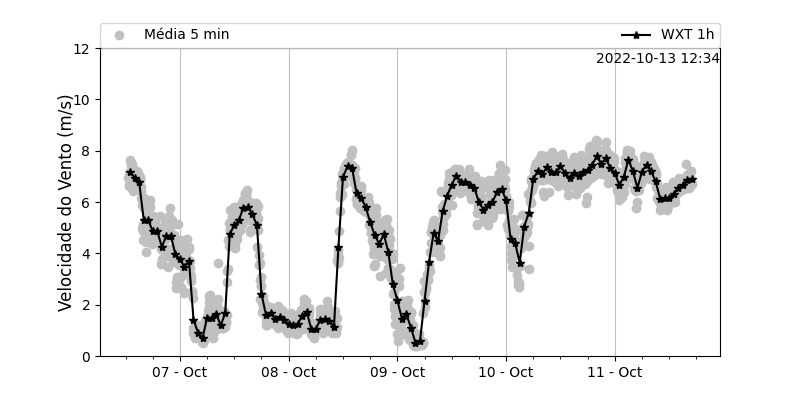 Média 5 min
WXT 1h
2022-10-13 12:34
Velocidade do Vento (m/s)
12
10
8
6
4
2
0
07 - Oct
08 - Oct
09 - Oct
10 - Oct
11 - Oct